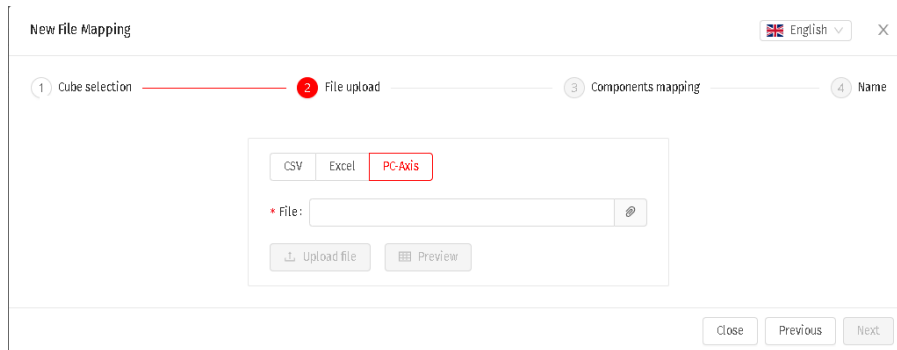 New File Mapping
English
1 Cube selection
2 File upload
3 Components mapping
4 Name
CSV Excel PC-Axis
* File:
Upload file Preview
Close Previous Next